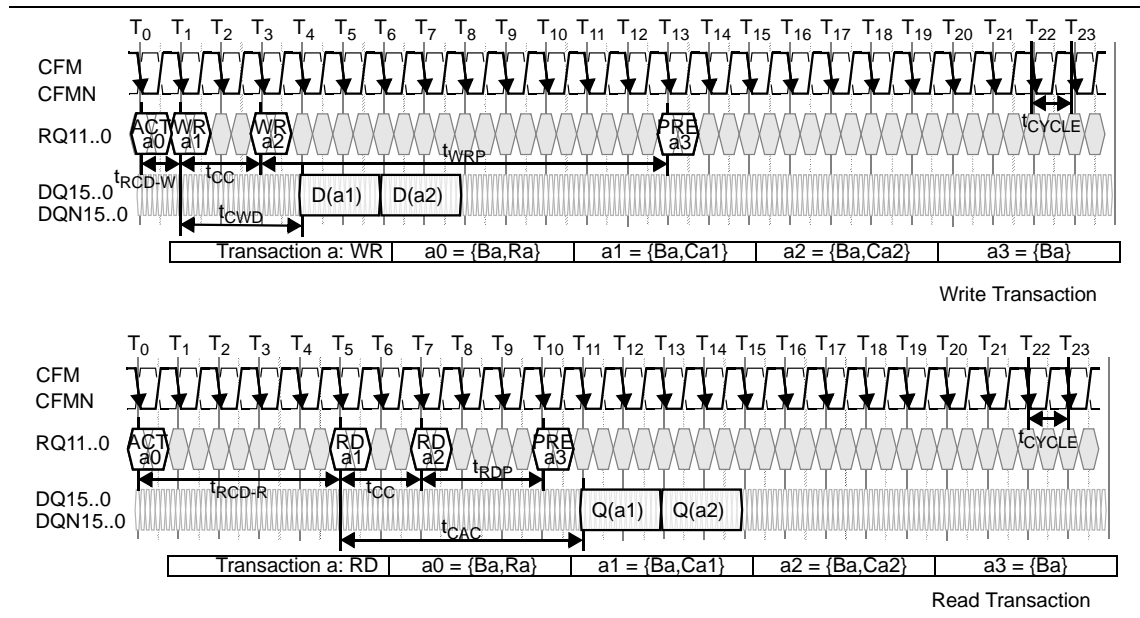 T0 T1 T2 T3 T4 T5 T6 T7 T8 T9 T10 T11 T12 T13 T14 T15 T16 T17 T18 T19 T20 T21 T22 T23
CFM
CFMN
tCYCLE
RQ11..0
ACT a0
WR a1
WR a2
PRE a3
tRCD-W
tCC
tWRP
DQ15..0
DQN15..0
D(a1)
D(a2)
tCWD
Transaction a: WR
a0 = {Ba,Ra}
a1 = {Ba,Ca1}
a2 = {Ba,Ca2}
a3 = {Ba}
Write Transaction
T0 T1 T2 T3 T4 T5 T6 T7 T8 T9 T10 T11 T12 T13 T14 T15 T16 T17 T18 T19 T20 T21 T22 T23
CFM
CFMN
tCYCLE
RQ11..0
ACT a0
RD a1
RD a2
PRE a3
tRCD-R
tCC
tRDP
DQ15..0
DQN15..0
Q(a1)
Q(a2)
tCAC
Transaction a: RD
a0 = {Ba,Ra}
a1 = {Ba,Ca1}
a2 = {Ba,Ca2}
a3 = {Ba}
Read Transaction